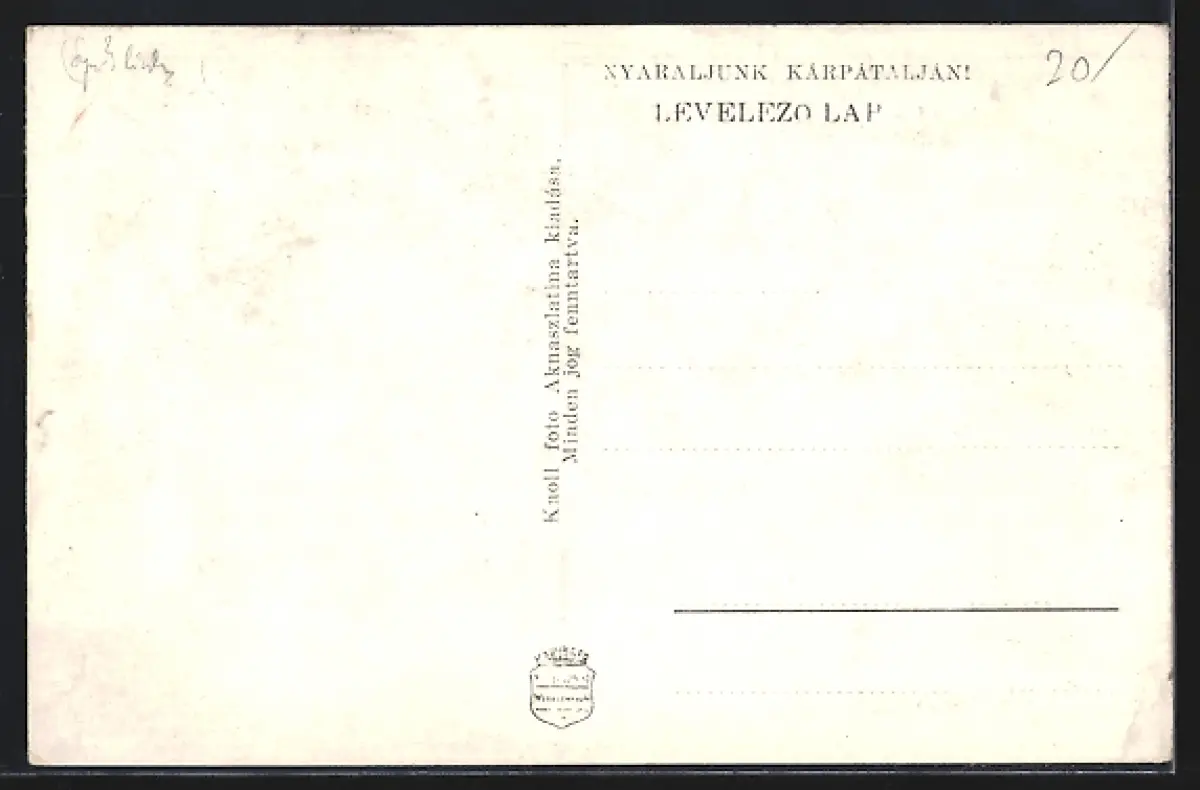 NYARALJUNK KÁRPÁTALJÁN!
LEVELEZO LAP
20/
Knoll foto Aknaszlatina kiadása.
Minden jog fenntartva.